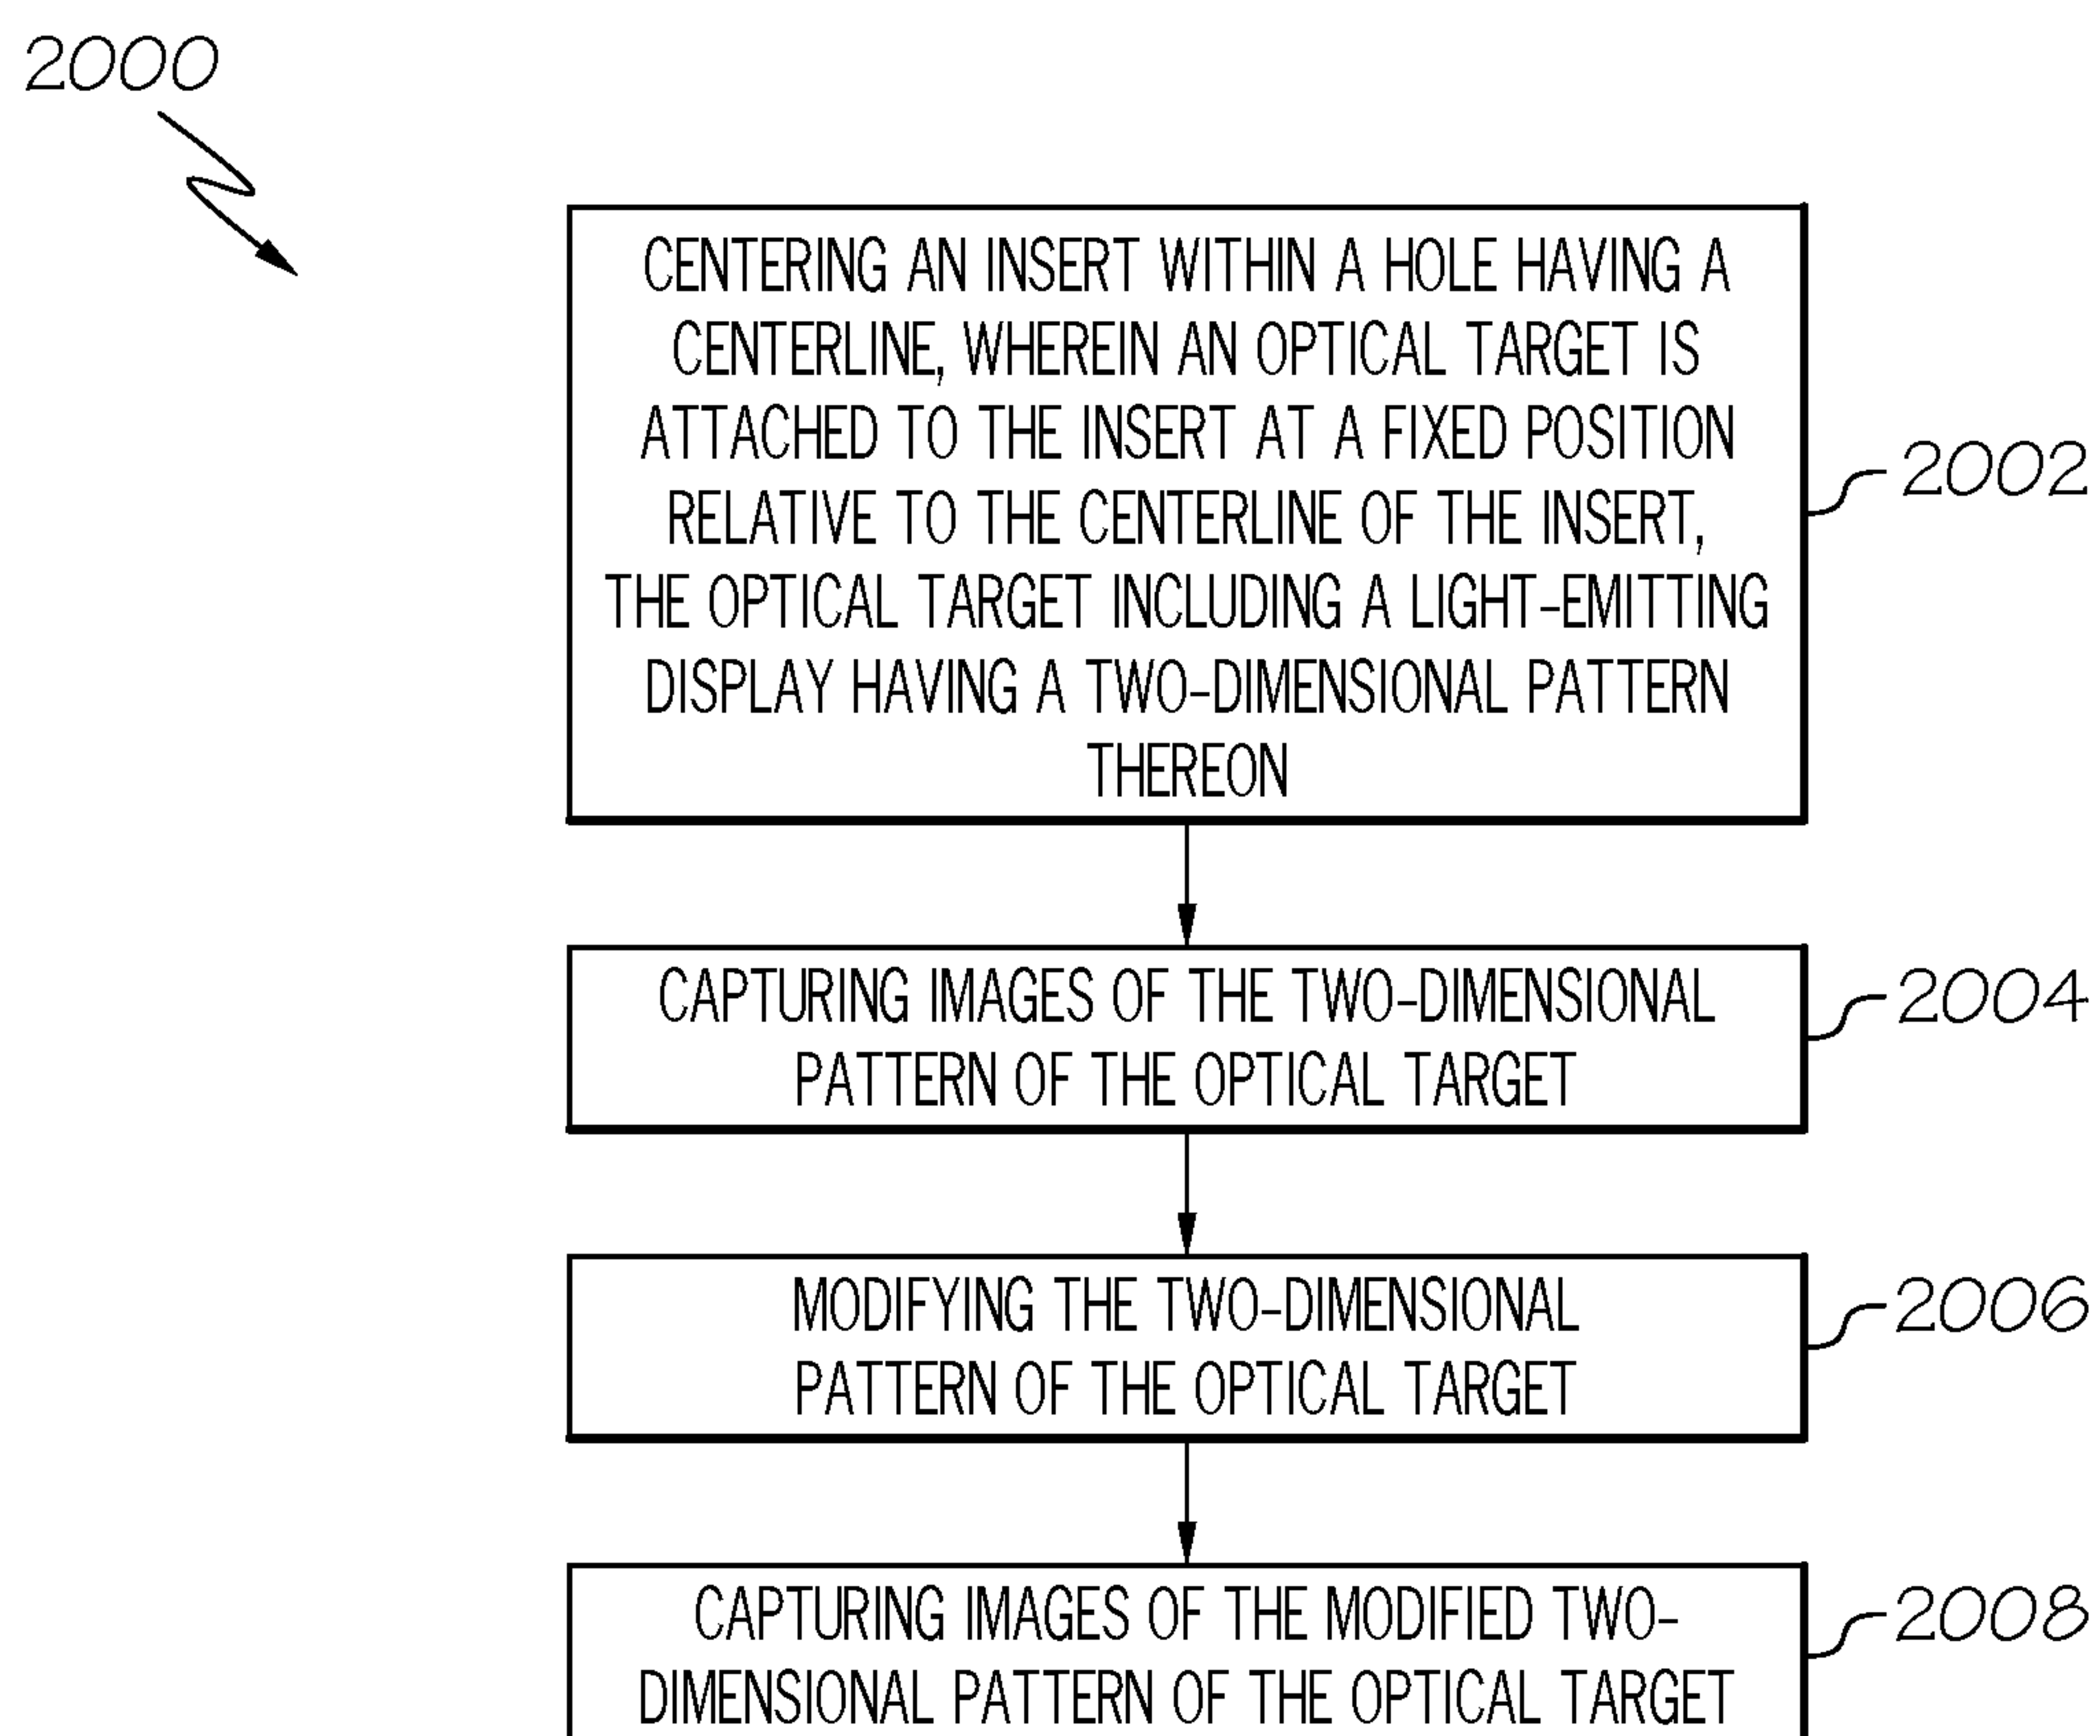 2000
CENTERING AN INSERT WITHIN A HOLE HAVING A
CENTERLINE, WHEREIN AN OPTICAL TARGET IS
ATTACHED TO THE INSERT AT A FIXED POSITION
RELATIVE TO THE CENTERLINE OF THE INSERT,
THE OPTICAL TARGET INCLUDING A LIGHT-EMITTING
DISPLAY HAVING A TWO-DIMENSIONAL PATTERN
THEREON
2002
CAPTURING IMAGES OF THE TWO-DIMENSIONAL
PATTERN OF THE OPTICAL TARGET
2004
MODIFYING THE TWO-DIMENSIONAL
PATTERN OF THE OPTICAL TARGET
2006
CAPTURING IMAGES OF THE MODIFIED TWO-
DIMENSIONAL PATTERN OF THE OPTICAL TARGET
2008